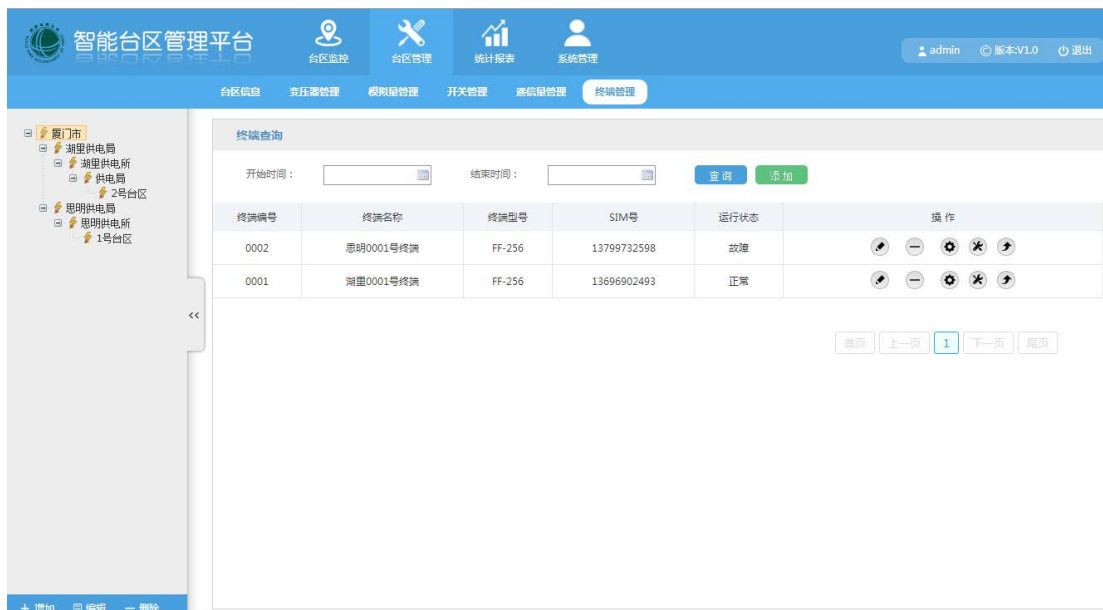 智能台区管理平台
台区监控 台区管理 统计报表 系统管理
admin ©版本:V1.0 退出
台区信息 变压器管理 模拟量管理 开关管理 遥信量管理 终端管理
厦门市
湖里供电局
湖里供电所
供电局
2号台区
思明供电局
思明供电所
1号台区
终端查询
开始时间: 结束时间: 查询 添加
终端编号 终端名称 终端型号 SIM号 运行状态 操作
0002 思明0001号终端 FF-256 13799732598 故障
0001 湖里0001号终端 FF-256 13696902493 正常
<<
首页 上一页 1 下一页 尾页
增加 编辑 删除